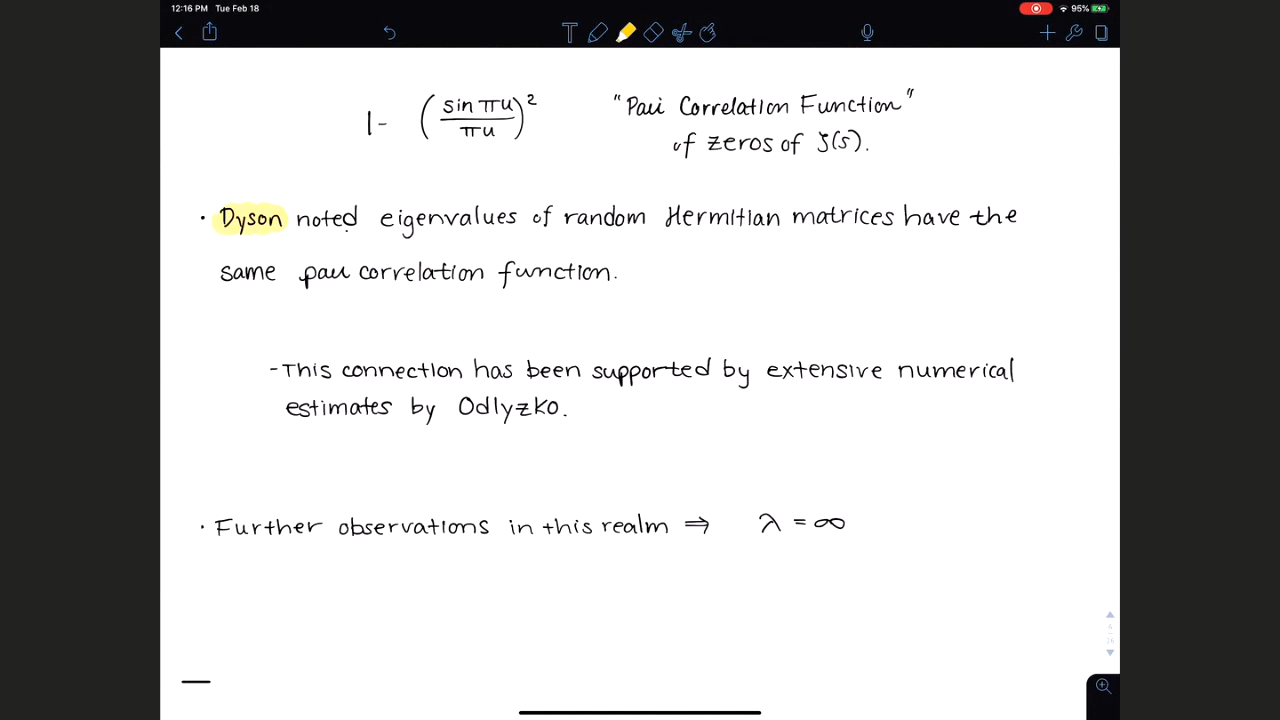 12:16 PM Tue Feb 18
95%
1 - (sin πu / πu)² "Pair Correlation Function"
of zeros of ζ(s).
• Dyson noted eigenvalues of random Hermitian matrices have the
same pair correlation function.
- This connection has been supported by extensive numerical
estimates by Odlyzko.
• Further observations in this realm ⇒ λ = ∞